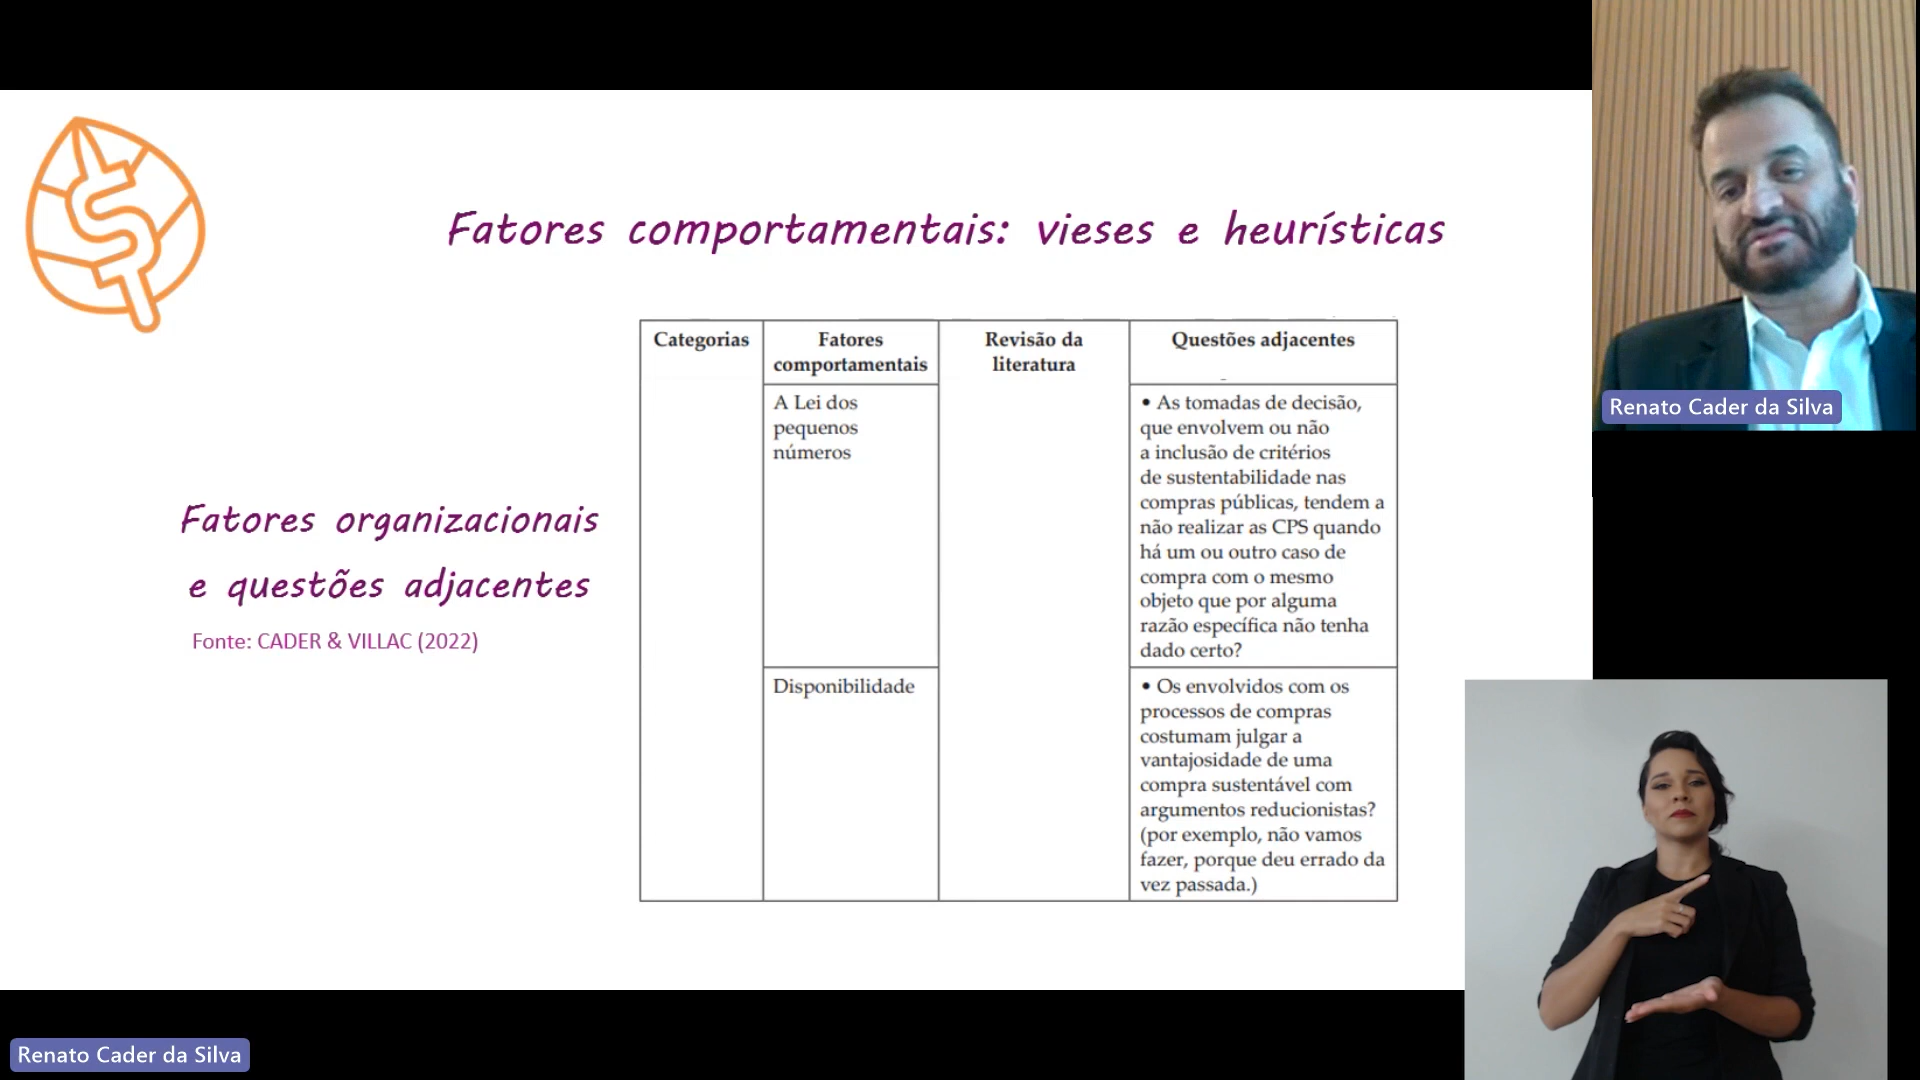 Fatores comportamentais: vieses e heurísticas
Fatores organizacionais
e questões adjacentes
Fonte: CADER & VILLAC (2022)
Categorias
Fatores
comportamentais
Revisão da
literatura
Questões adjacentes
A Lei dos
pequenos
números
• As tomadas de decisão,
que envolvem ou não
a inclusão de critérios
de sustentabilidade nas
compras públicas, tendem a
não realizar as CPS quando
há um ou outro caso de
compra com o mesmo
objeto que por alguma
razão específica não tenha
dado certo?
Disponibilidade
• Os envolvidos com os
processos de compras
costumam julgar a
vantajosidade de uma
compra sustentável com
argumentos reducionistas?
(por exemplo, não vamos
fazer, porque deu errado da
vez passada.)
Renato Cader da Silva
Renato Cader da Silva